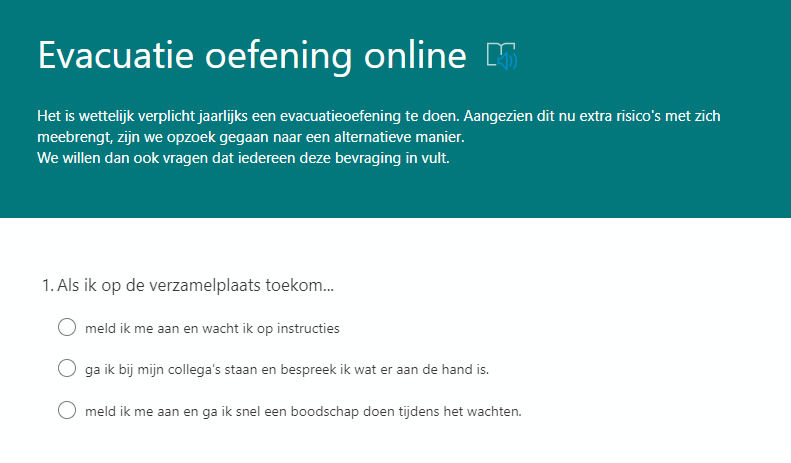 Evacuatie oefening online
Het is wettelijk verplicht jaarlijks een evacuatieoefening te doen. Aangezien dit nu extra risico's met zich
meebrengt, zijn we opzoek gegaan naar een alternatieve manier.
We willen dan ook vragen dat iedereen deze bevraging in vult.
1. Als ik op de verzamelplaats toekom...
meld ik me aan en wacht ik op instructies
ga ik bij mijn collega's staan en bespreek ik wat er aan de hand is.
meld ik me aan en ga ik snel een boodschap doen tijdens het wachten.